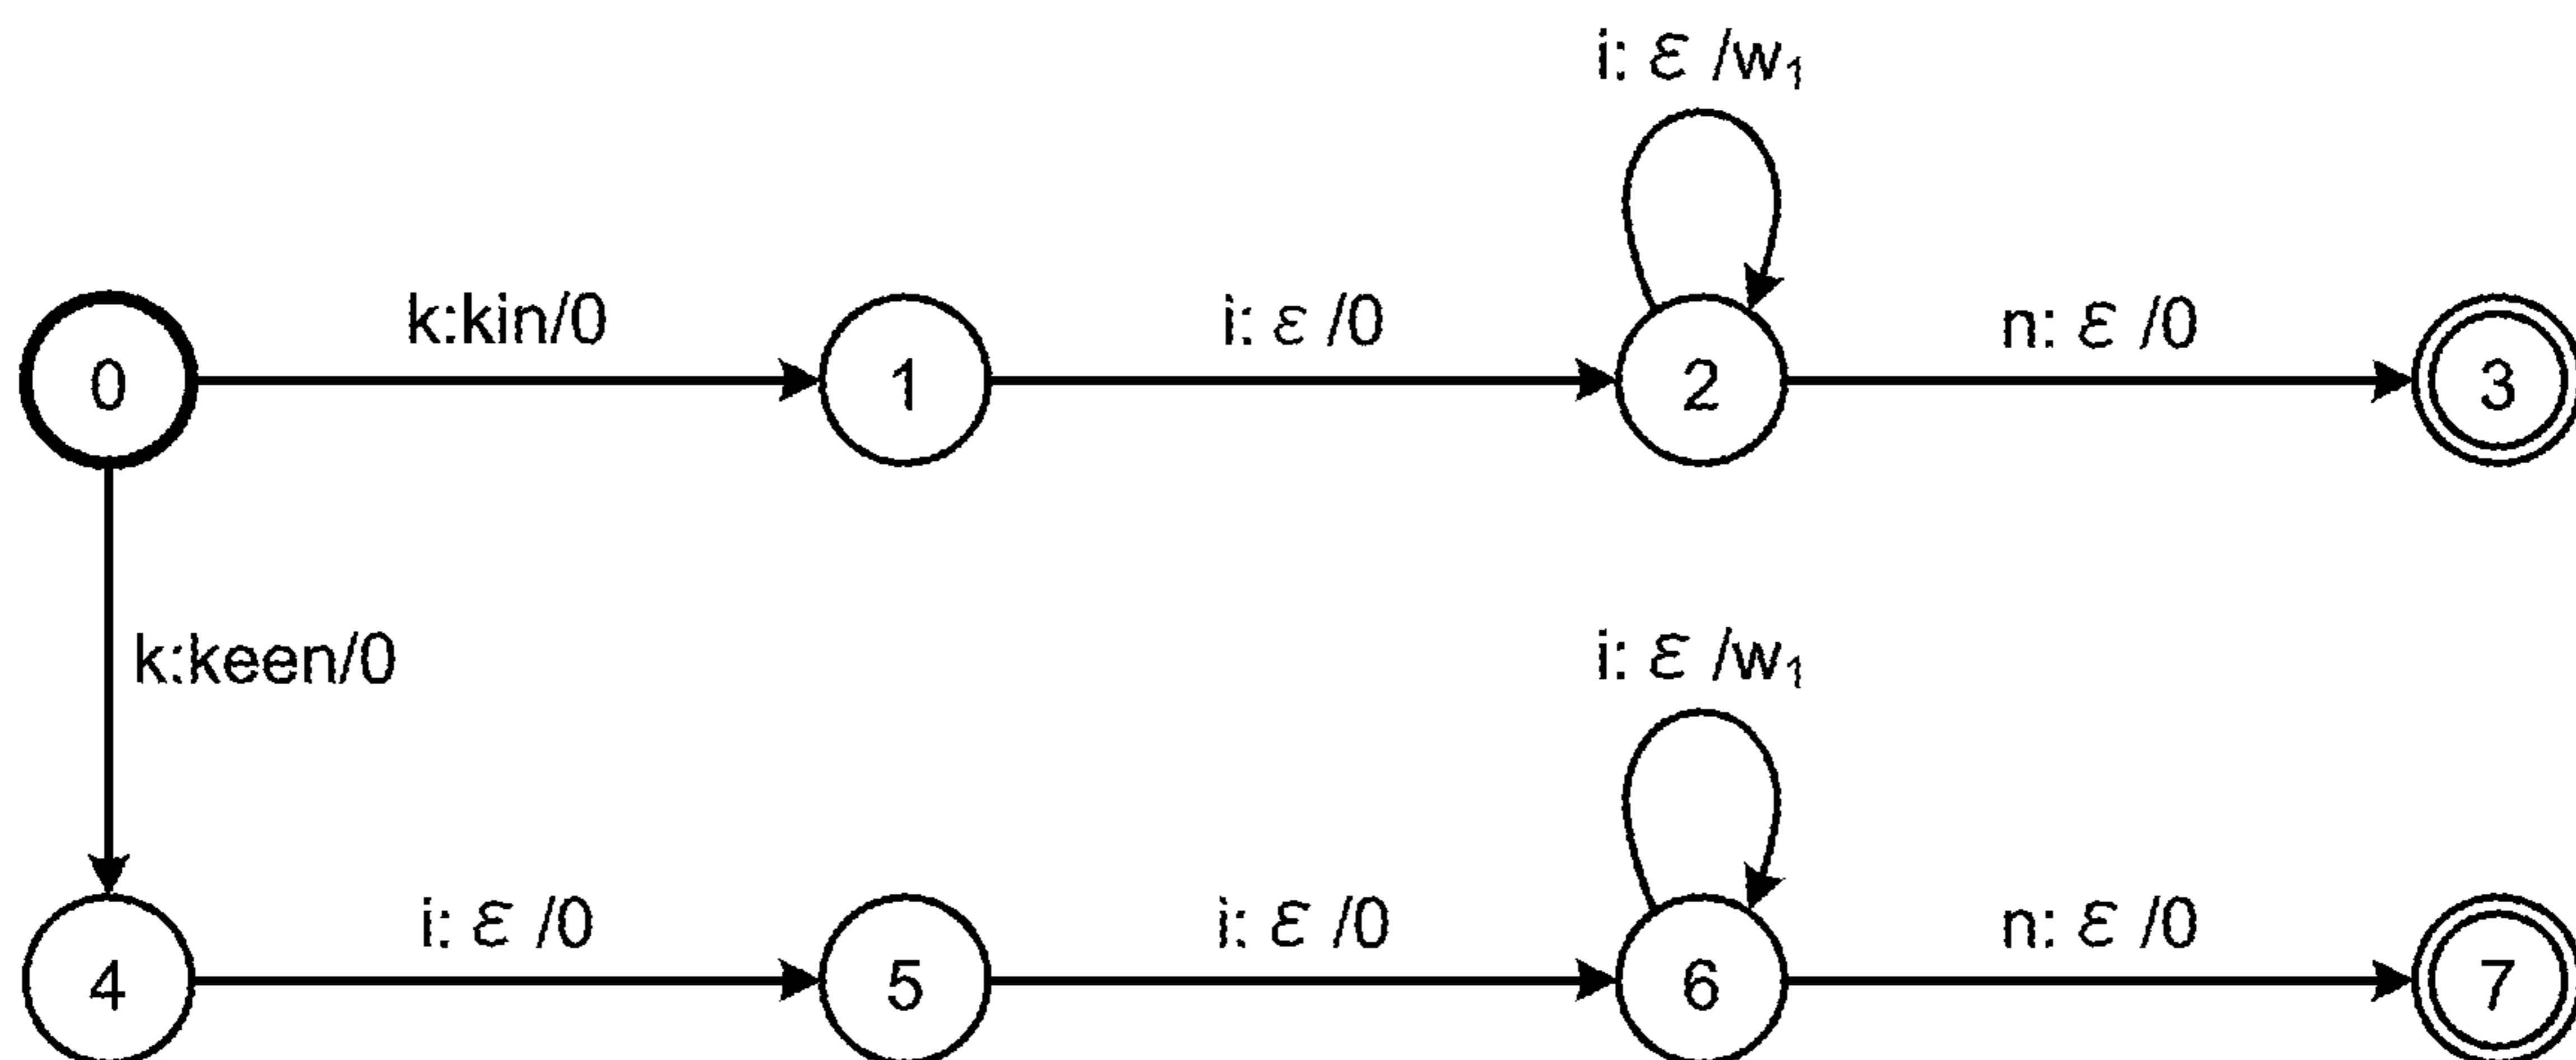 i: ε /w₁
k:kin/0 i: ε /0 n: ε /0
0 1 2 3
i: ε /w₁
k:keen/0
i: ε /0 i: ε /0 n: ε /0
4 5 6 7